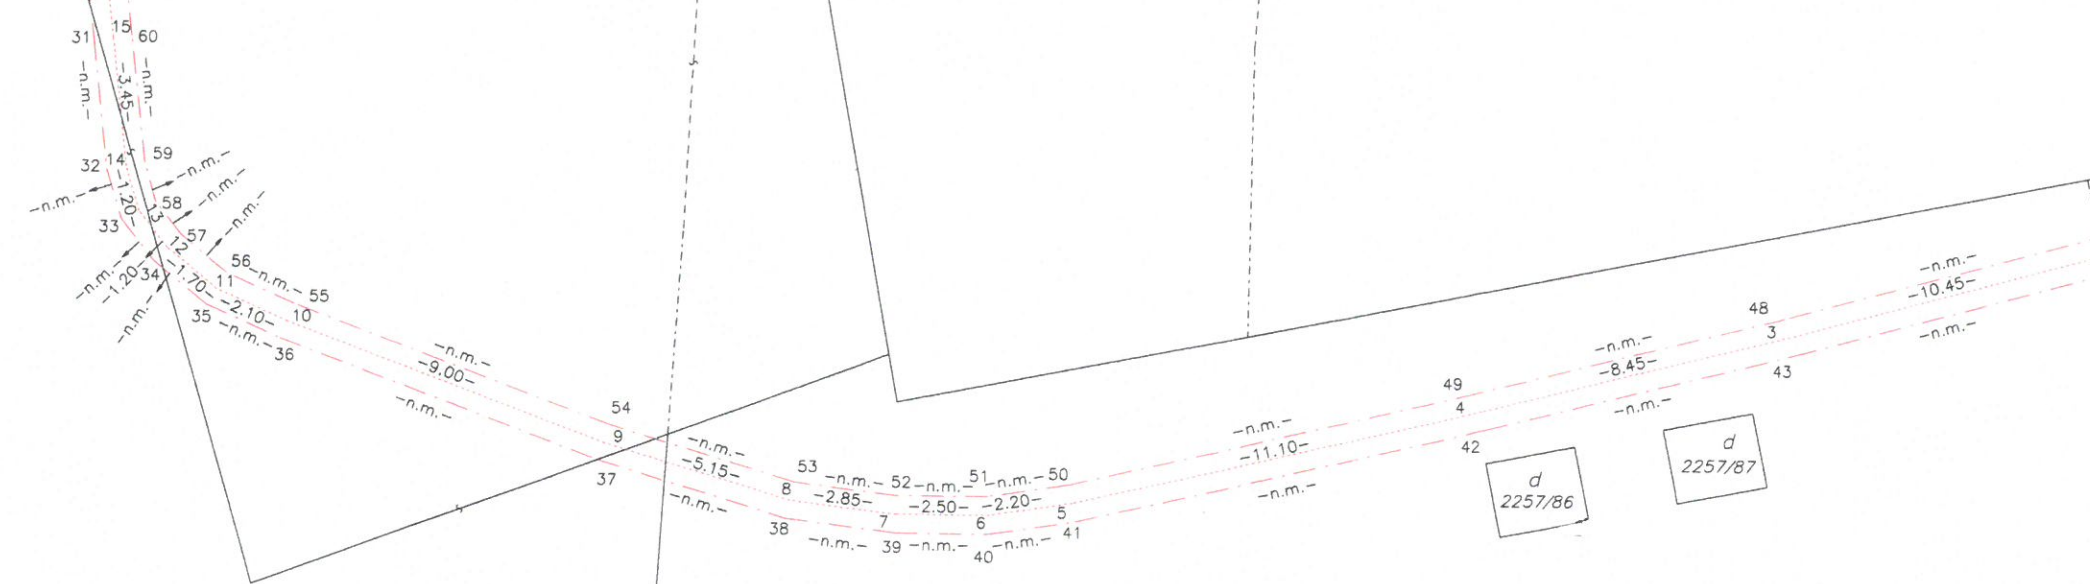 31
15
60
-n.m.-
-3.45-
-n.m.-
32
14
59
-n.m.-
-n.m.-
-n.m.-
-1.20-
33
13
58
-n.m.-
12
57
-n.m.-
-1.20-
34
-n.m.-
-1.70-
11
56
-n.m.-
55
35
-2.10-
10
-n.m.-
36
-n.m.-
-9.00-
-n.m.-
54
9
37
-n.m.-
-5.15-
-n.m.-
53
8
38
-n.m.-
-2.85-
-n.m.-
52
7
39
-n.m.-
-2.50-
-n.m.-
51
6
40
-n.m.-
-2.20-
-n.m.-
50
5
41
-n.m.-
-11.10-
-n.m.-
49
4
42
-n.m.-
-8.45-
-n.m.-
48
3
43
-n.m.-
-10.45-
-n.m.-
d
2257/86
d
2257/87